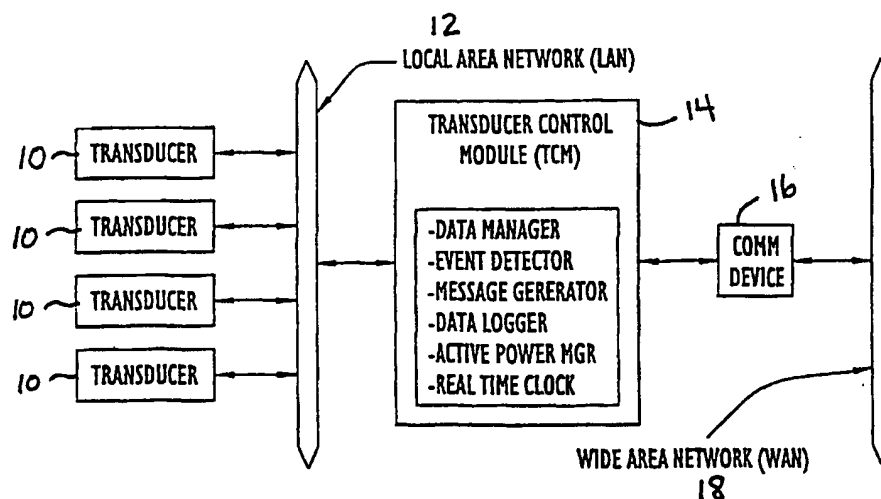 12
LOCAL AREA NETWORK (LAN)
10 TRANSDUCER
10 TRANSDUCER
10 TRANSDUCER
10 TRANSDUCER
TRANSDUCER CONTROL
MODULE (TCM)
14
-DATA MANAGER
-EVENT DETECTOR
-MESSAGE GERERATOR
-DATA LOGGER
-ACTIVE POWER MGR
-REAL TIME CLOCK
16
COMM
DEVICE
WIDE AREA NETWORK (WAN)
18